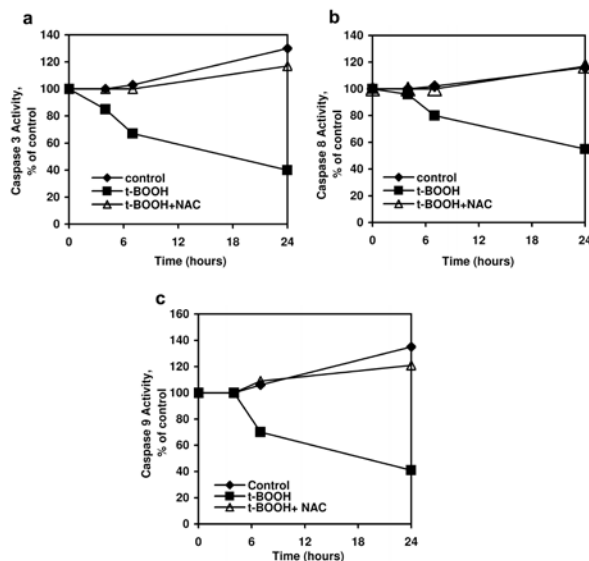 a
140
120
100
80
60
40
20
0
Caspase 3 Activity,
% of control
control
t-BOOH
t-BOOH+NAC
0 6 12 18 24
Time (hours)
b
140
120
100
80
60
40
20
0
Caspase 8 Activity,
% of control
control
t-BOOH
t-BOOH+NAC
0 6 12 18 24
Time (hours)
c
160
140
120
100
80
60
40
20
0
Caspase 9 Activity,
% of control
Control
t-BOOH
t-BOOH+ NAC
0 6 12 18 24
Time (hours)